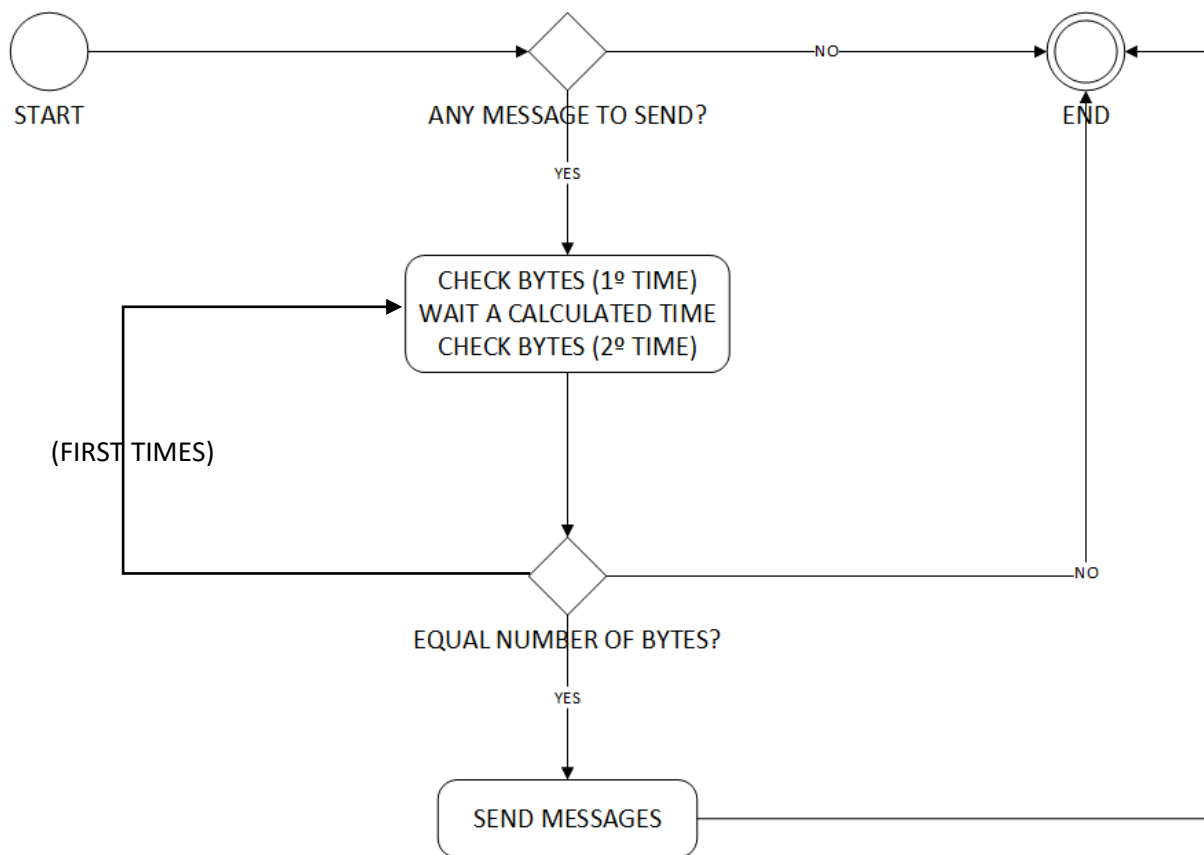 NO
START
ANY MESSAGE TO SEND?
END
YES
CHECK BYTES (1º TIME)
WAIT A CALCULATED TIME
CHECK BYTES (2º TIME)
(FIRST TIMES)
NO
EQUAL NUMBER OF BYTES?
YES
SEND MESSAGES